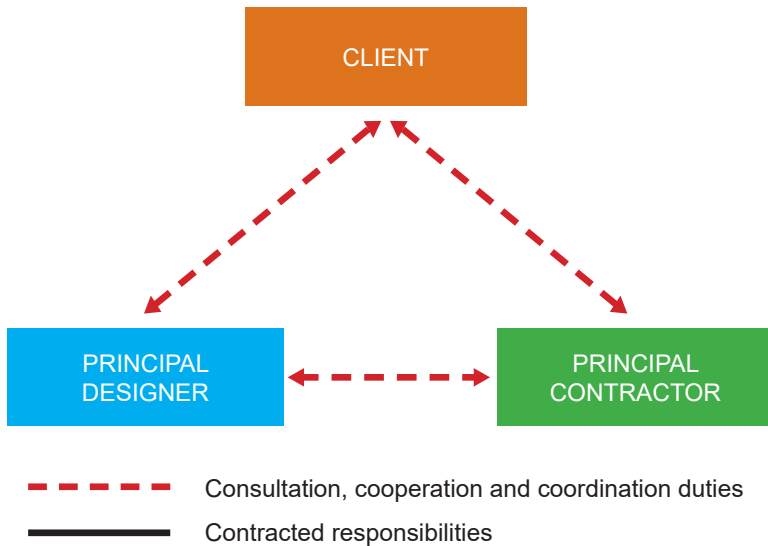 CLIENT
PRINCIPAL
DESIGNER
PRINCIPAL
CONTRACTOR
Consultation, cooperation and coordination duties
Contracted responsibilities